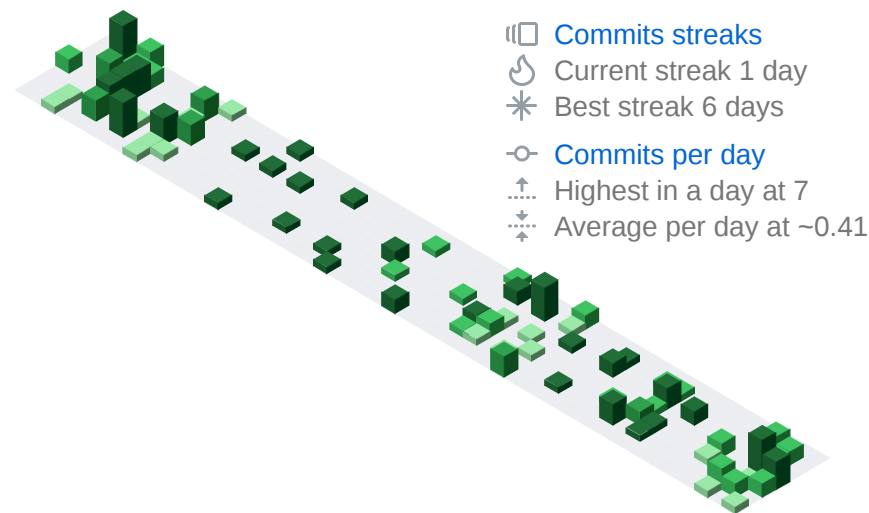 Commits streaks
Current streak 1 day
Best streak 6 days
Commits per day
Highest in a day at 7
Average per day at ~0.41